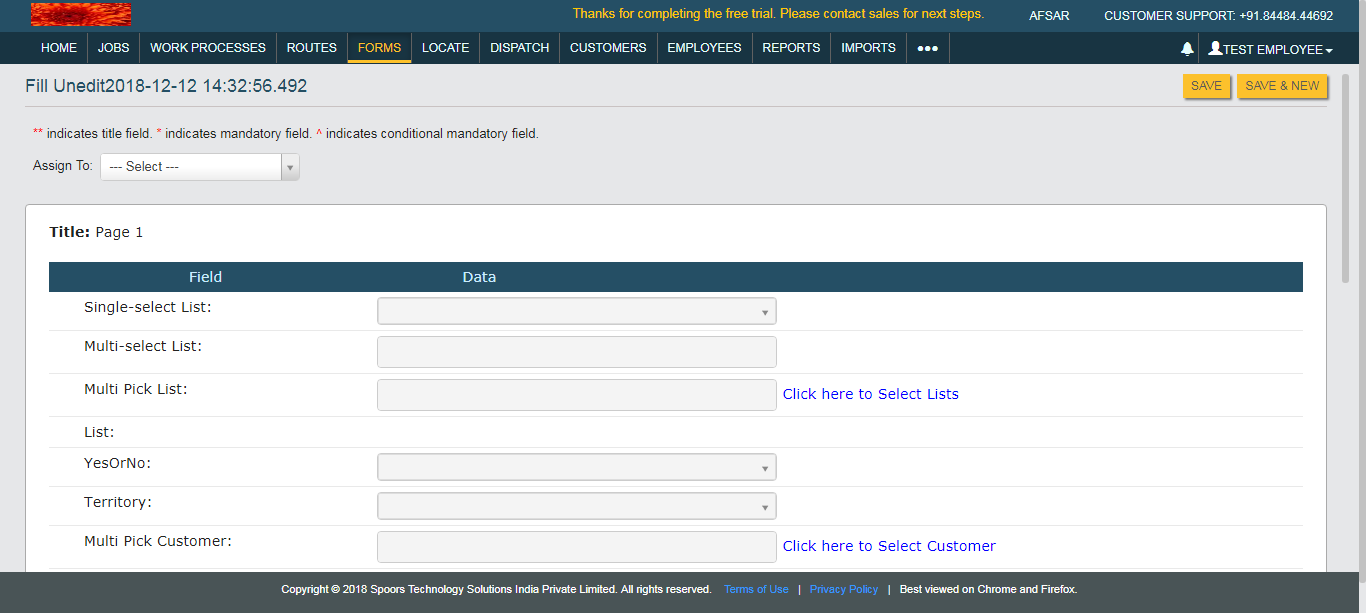 Thanks for completing the free trial. Please contact sales for next steps. AFSAR CUSTOMER SUPPORT: +91.84484.44692
HOME JOBS WORK PROCESSES ROUTES FORMS LOCATE DISPATCH CUSTOMERS EMPLOYEES REPORTS IMPORTS ••• TEST EMPLOYEE
Fill Unedit2018-12-12 14:32:56.492 SAVE SAVE & NEW
** indicates title field. * indicates mandatory field. ^ indicates conditional mandatory field.
Assign To: --- Select ---
Title: Page 1
Field Data
Single-select List:
Multi-select List:
Multi Pick List: Click here to Select Lists
List:
YesOrNo:
Territory:
Multi Pick Customer: Click here to Select Customer
Copyright © 2018 Spoors Technology Solutions India Private Limited. All rights reserved. Terms of Use | Privacy Policy | Best viewed on Chrome and Firefox.